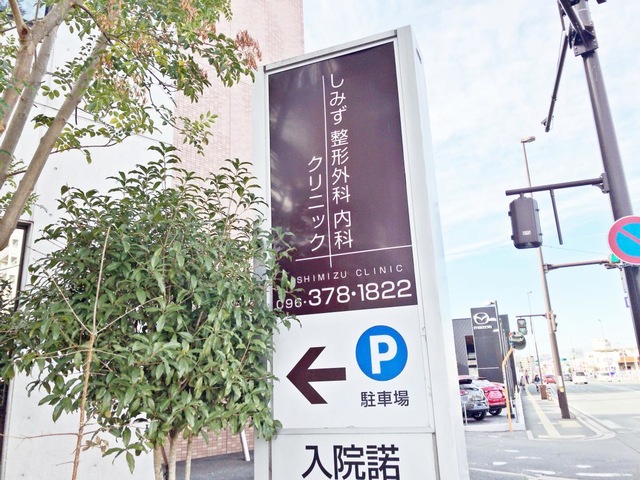 しみず 整形外科 内科
クリニック
SHIMIZU CLINIC
096・378・1822
P
駐車場
入院諾
mazda